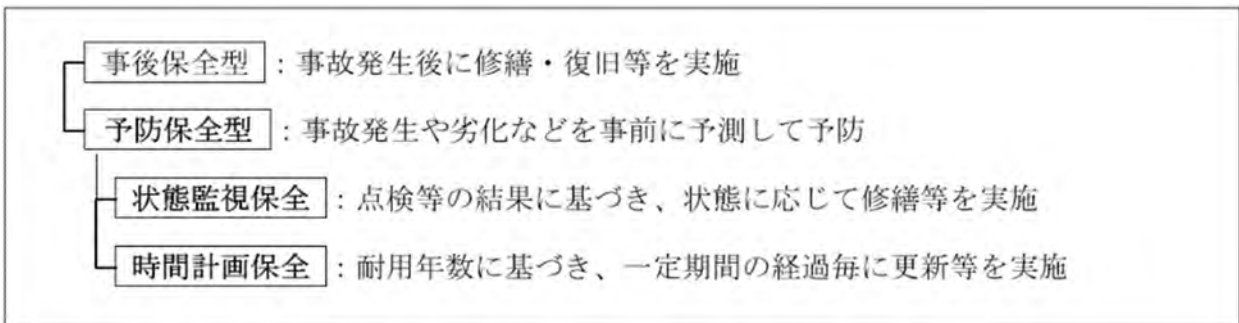 事後保全型：事故発生後に修繕・復旧等を実施
予防保全型：事故発生や劣化などを事前に予測して予防
状態監視保全：点検等の結果に基づき、状態に応じて修繕等を実施
時間計画保全：耐用年数に基づき、一定期間の経過毎に更新等を実施